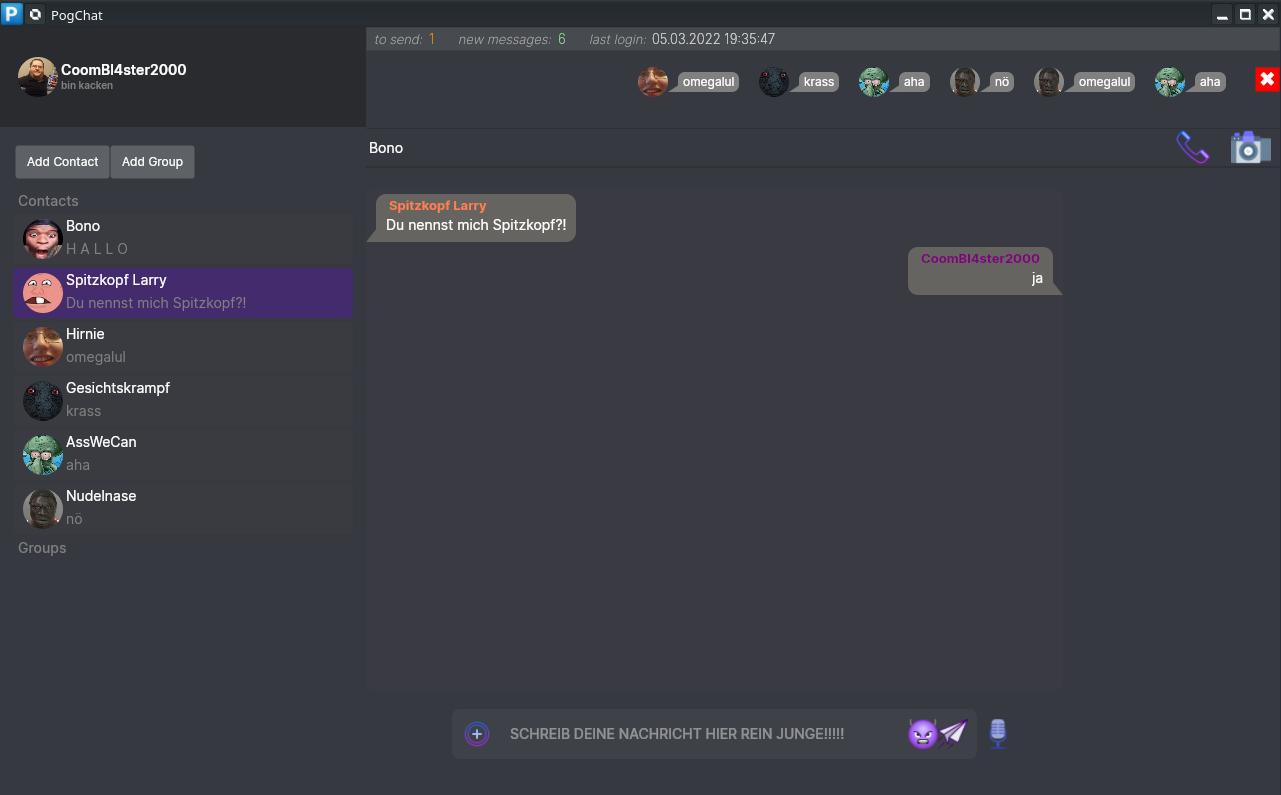 PogChat
to send: 1 new messages: 6 last login: 05.03.2022 19:35:47
CoomBl4ster2000
bin kacken
omegalul krass aha nö omegalul aha
Add Contact Add Group
Bono
Contacts
Bono
H A L L O
Spitzkopf Larry
Du nennst mich Spitzkopf?!
Hirnie
omegalul
Gesichtskrampf
krass
AssWeCan
aha
Nudelnase
nö
Groups
Spitzkopf Larry
Du nennst mich Spitzkopf?!
CoomBl4ster2000
ja
SCHREIB DEINE NACHRICHT HIER REIN JUNGE!!!!!